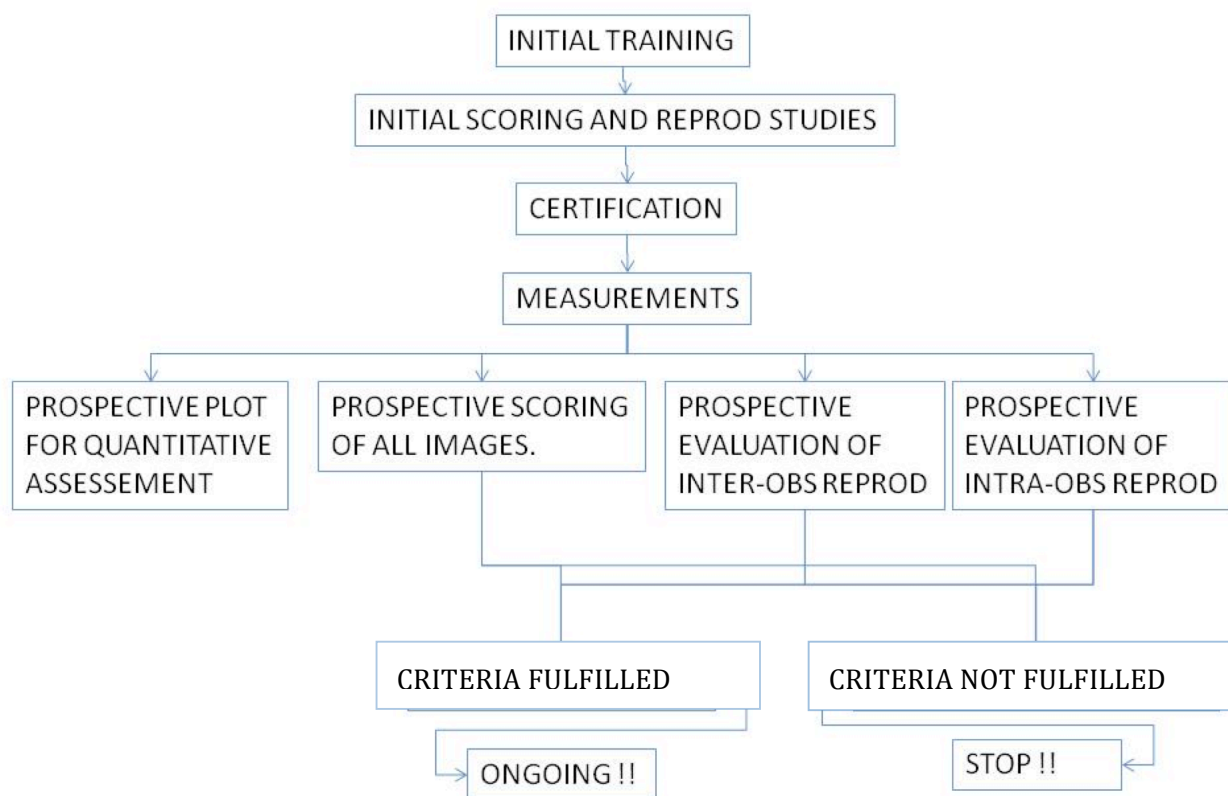 INITIAL TRAINING
INITIAL SCORING AND REPROD STUDIES
CERTIFICATION
MEASUREMENTS
PROSPECTIVE PLOT
FOR QUANTITATIVE
ASSESSEMENT
PROSPECTIVE SCORING
OF ALL IMAGES.
PROSPECTIVE
EVALUATION OF
INTER-OBS REPROD
PROSPECTIVE
EVALUATION OF
INTRA-OBS REPROD
CRITERIA FULFILLED
CRITERIA NOT FULFILLED
ONGOING !!
STOP !!